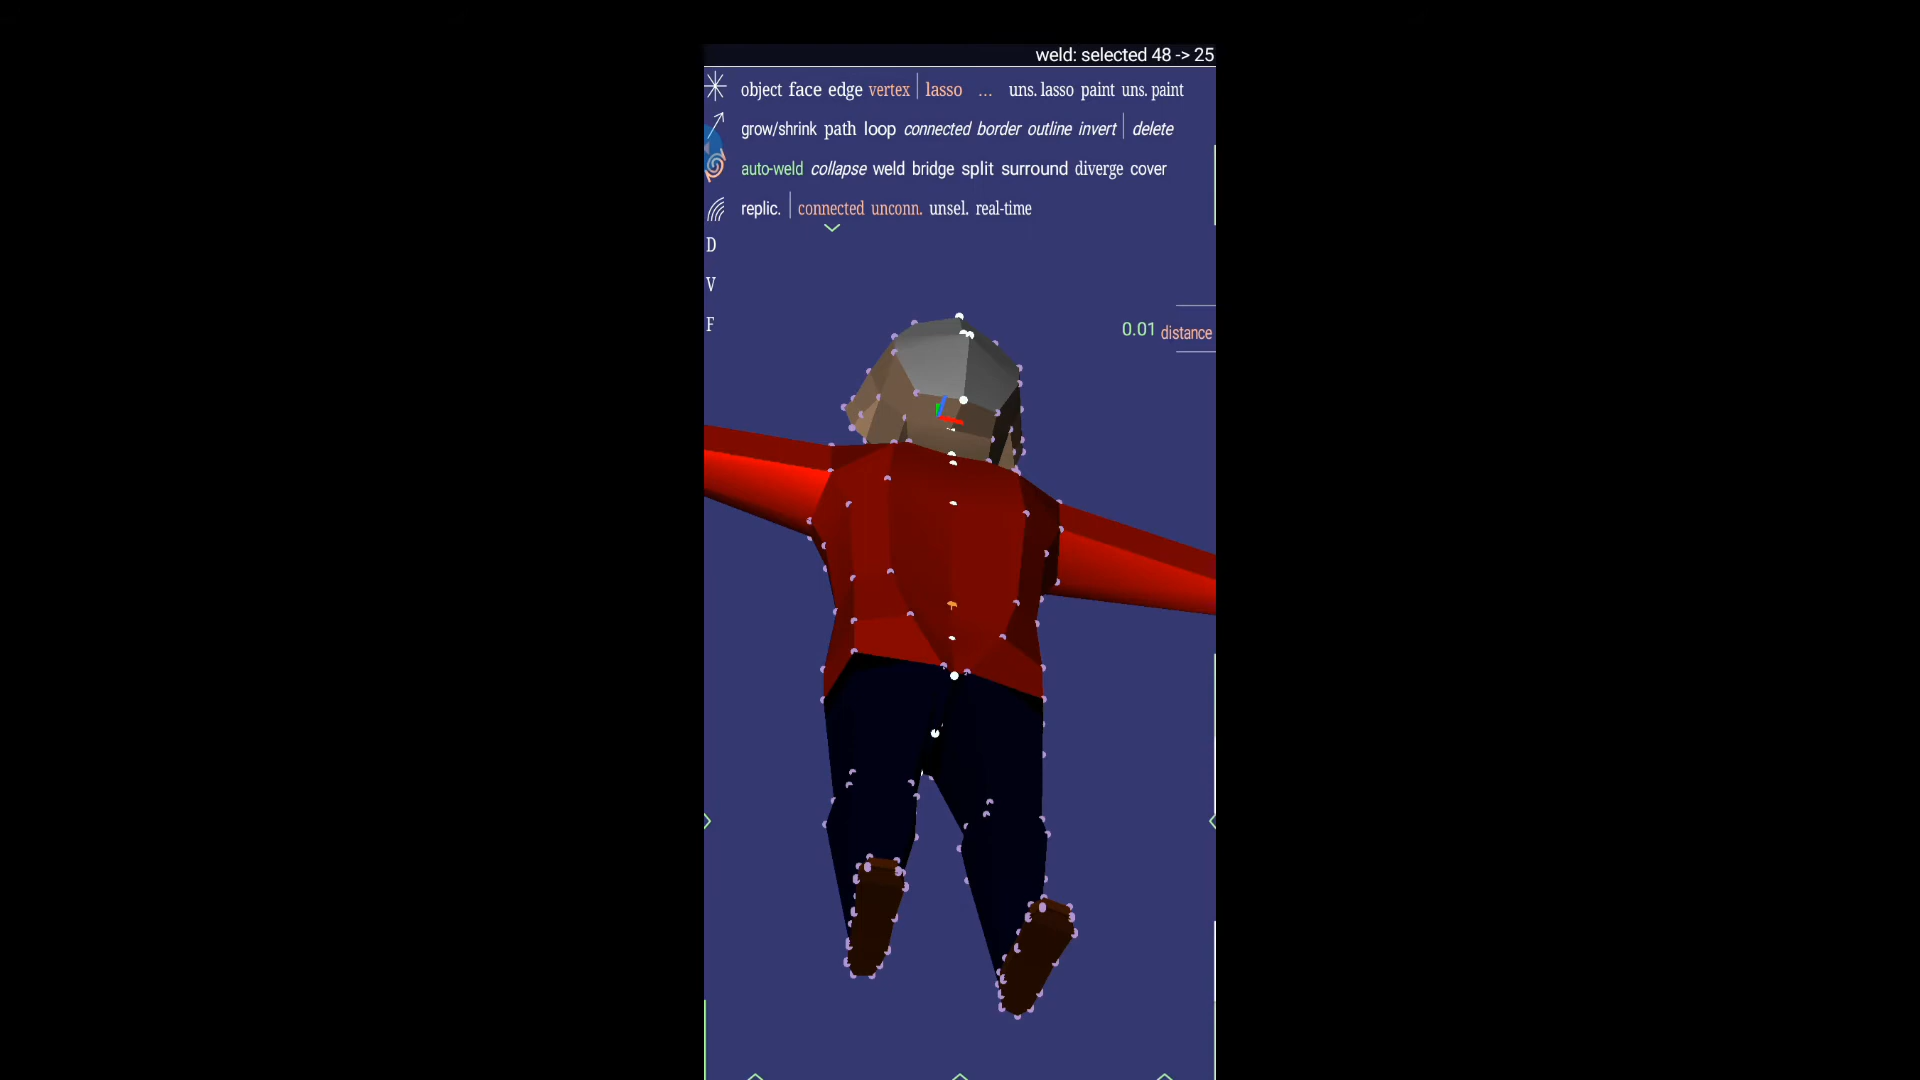 weld: selected 48 -> 25
object face edge vertex lasso ... uns. lasso paint uns. paint
grow/shrink path loop connected border outline invert delete
auto-weld collapse weld bridge split surround diverge cover
replic. connected unconn. unsel. real-time
D
V
F
0.01 distance